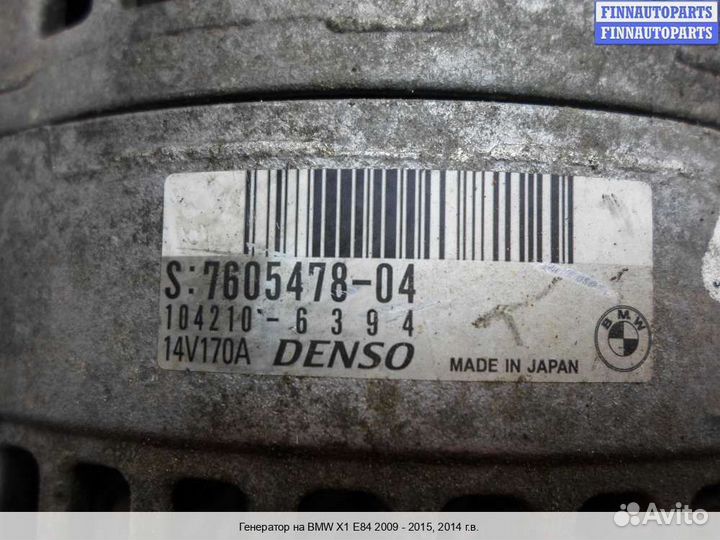 FINNAUTOPARTS
FINNAUTOPARTS
S:7605478-04
104210-6394
14V170A DENSO MADE IN JAPAN
BMW
Генератор на BMW X1 E84 2009 - 2015, 2014 г.в.
Avito